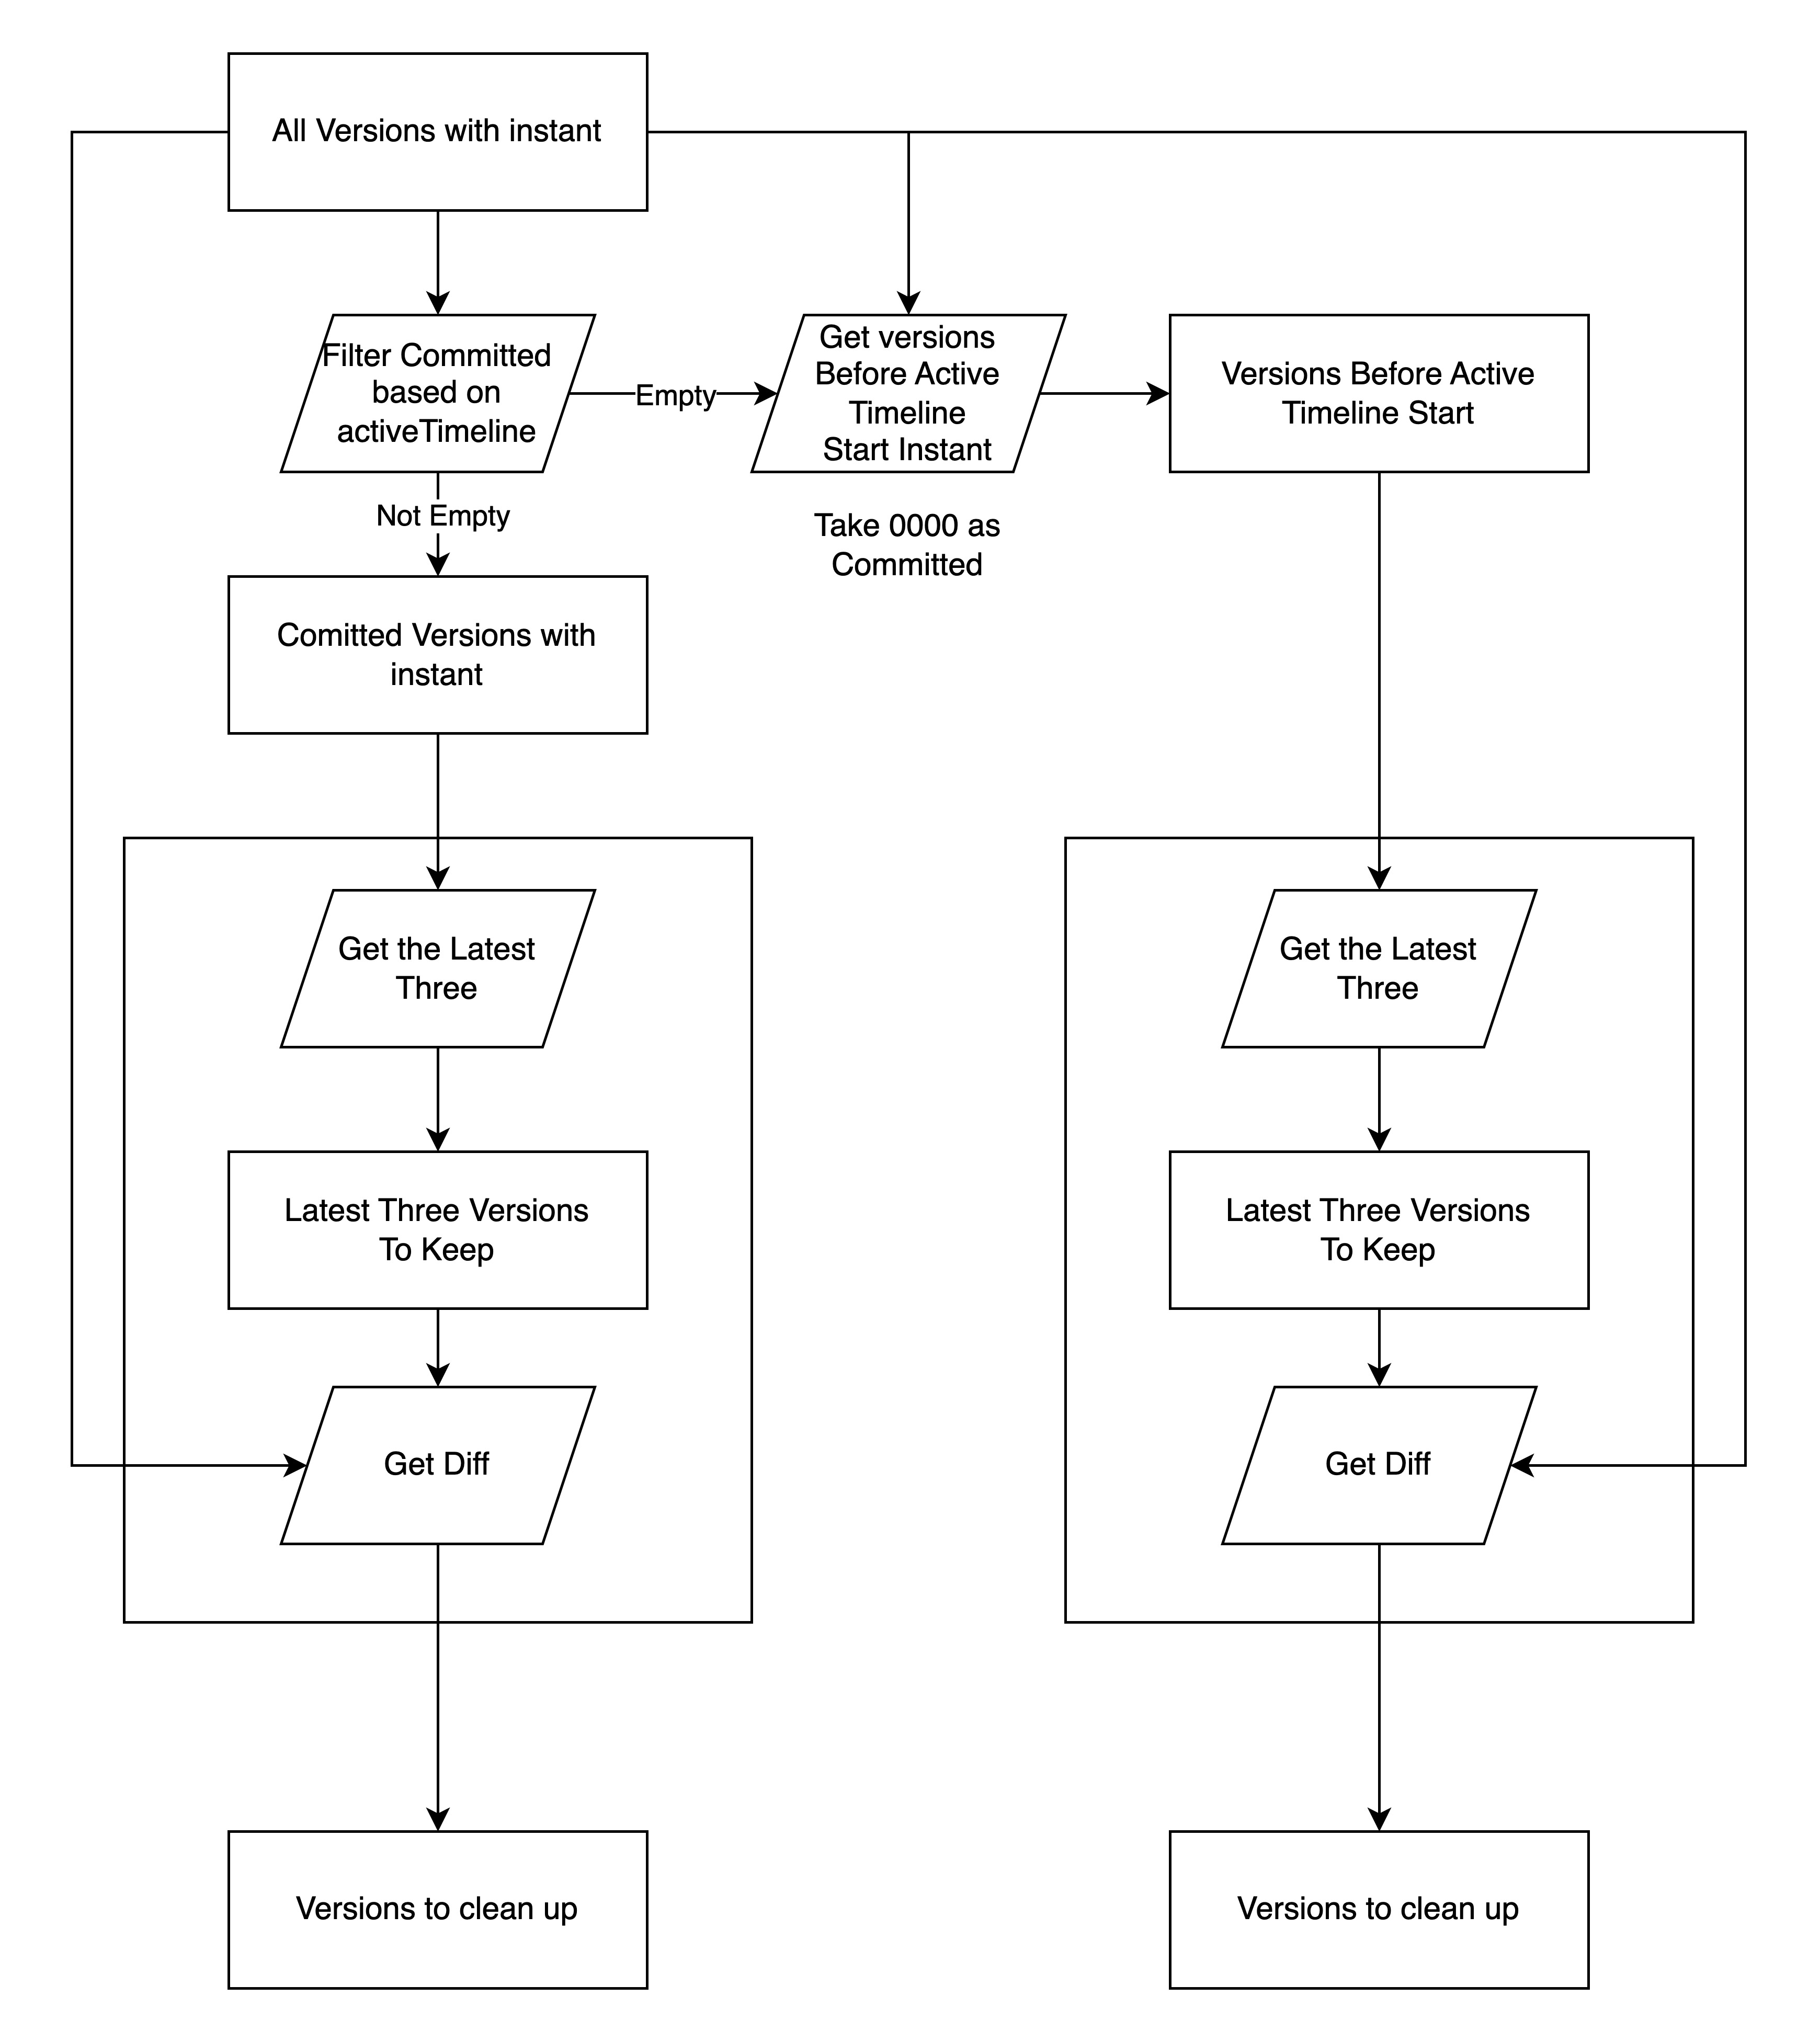 All Versions with instant
Filter Committed
based on
activeTimeline
Empty
Get versions
Before Active
Timeline
Start Instant
Versions Before Active
Timeline Start
Not Empty
Take 0000 as
Committed
Comitted Versions with
instant
Get the Latest
Three
Get the Latest
Three
Latest Three Versions
To Keep
Latest Three Versions
To Keep
Get Diff
Get Diff
Versions to clean up
Versions to clean up